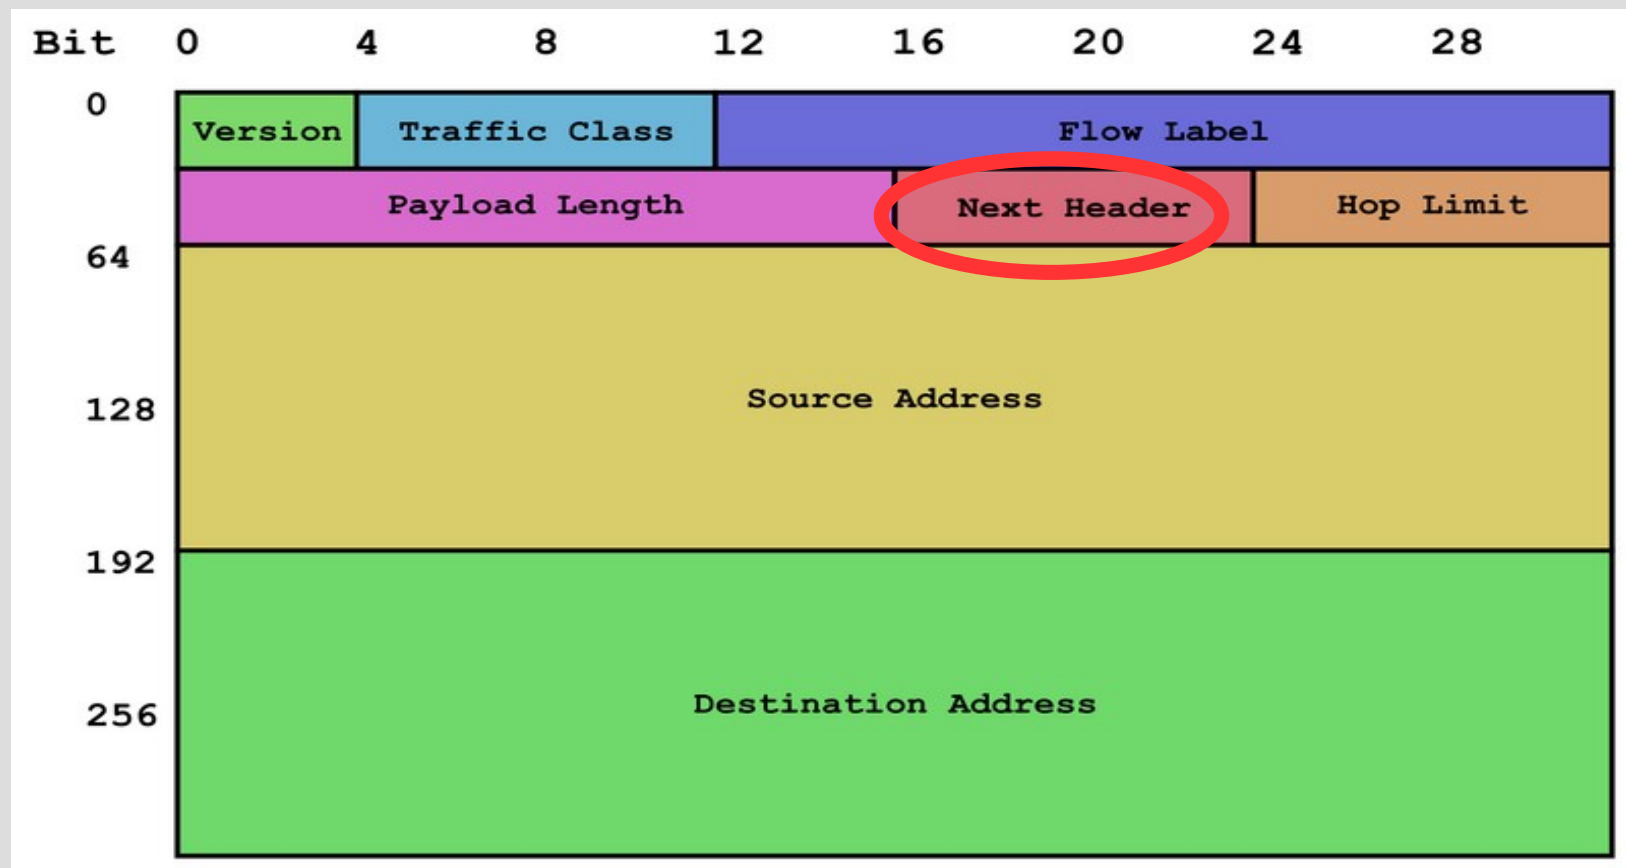 Bit 0 4 8 12 16 20 24 28
0
Version Traffic Class Flow Label
Payload Length Next Header Hop Limit
64
Source Address
128
192
Destination Address
256